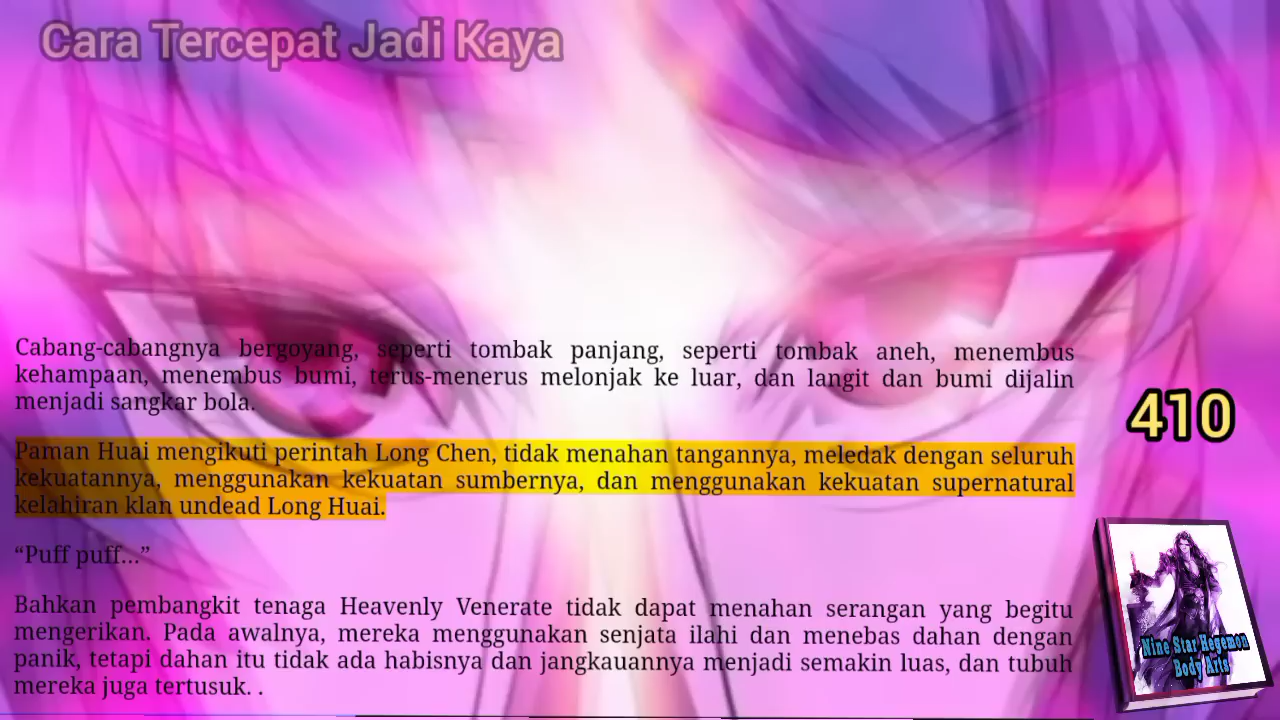 Cara Tercepat Jadi Kaya
Cabang-cabangnya bergoyang, seperti tombak panjang, seperti tombak aneh, menembus
kehampaan, menembus bumi, terus-menerus melonjak ke luar, dan langit dan bumi dijalin
menjadi sangkar bola.
410
Paman Huai mengikuti perintah Long Chen, tidak menahan tangannya, meledak dengan seluruh
kekuatannya, menggunakan kekuatan sumbernya, dan menggunakan kekuatan supernatural
kelahiran klan undead Long Huai.
“Puff puff...”
Bahkan pembangkit tenaga Heavenly Venerate tidak dapat menahan serangan yang begitu
mengerikan. Pada awalnya, mereka menggunakan senjata ilahi dan menebas dahan dengan
panik, tetapi dahan itu tidak ada habisnya dan jangkauannya menjadi semakin luas, dan tubuh
mereka juga tertusuk. .
Nine Star Hegemon
Body Arts